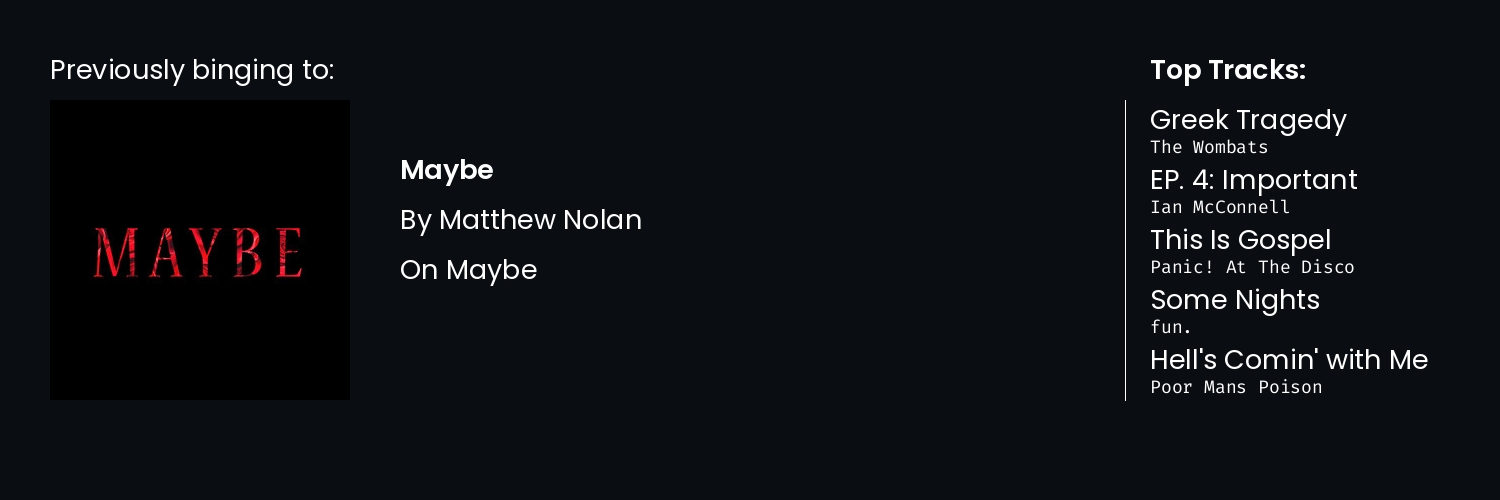 Previously binging to:
MAYBE
Maybe
By Matthew Nolan
On Maybe
Top Tracks:
Greek Tragedy
The Wombats
EP. 4: Important
Ian McConnell
This Is Gospel
Panic! At The Disco
Some Nights
fun.
Hell's Comin' with Me
Poor Mans Poison